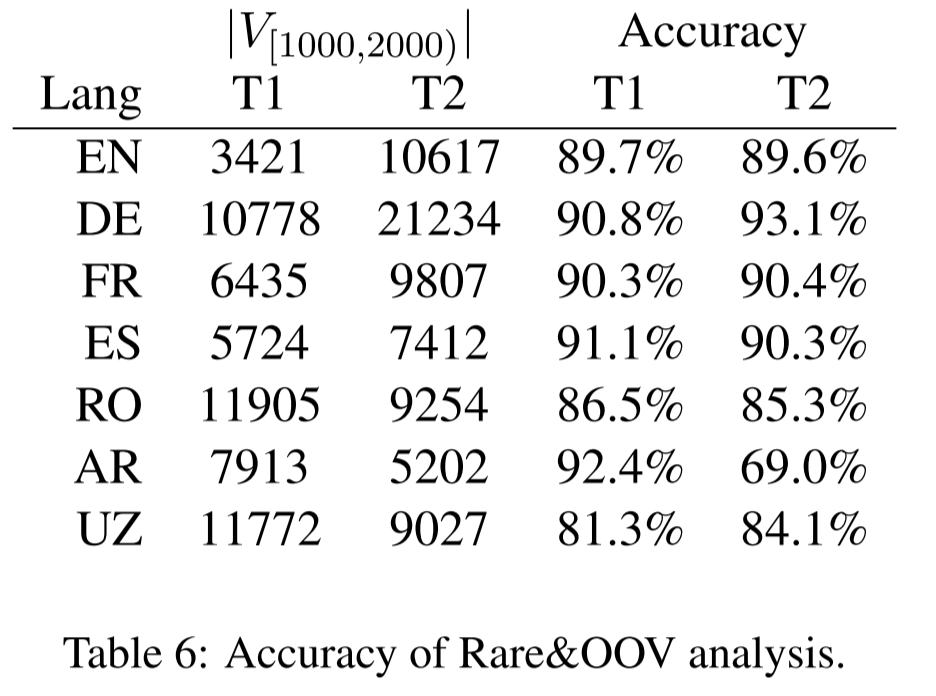 |V[1000,2000)| Accuracy
Lang T1 T2 T1 T2
EN 3421 10617 89.7% 89.6%
DE 10778 21234 90.8% 93.1%
FR 6435 9807 90.3% 90.4%
ES 5724 7412 91.1% 90.3%
RO 11905 9254 86.5% 85.3%
AR 7913 5202 92.4% 69.0%
UZ 11772 9027 81.3% 84.1%
Table 6: Accuracy of Rare&OOV analysis.